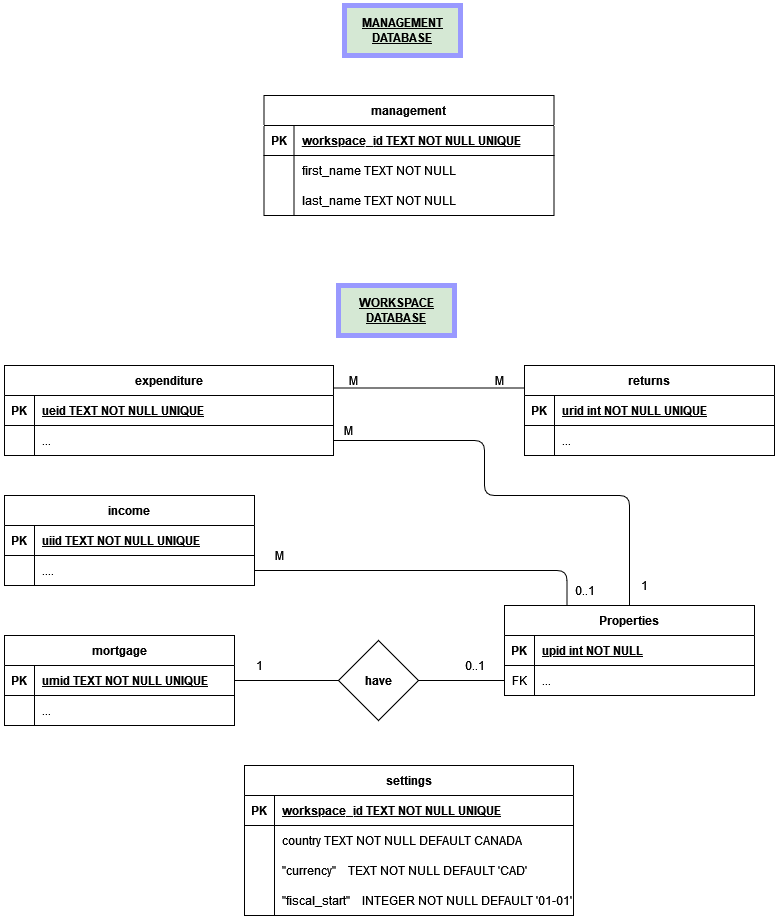 MANAGEMENT
DATABASE
management
PK workspace_id TEXT NOT NULL UNIQUE
first_name TEXT NOT NULL
last_name TEXT NOT NULL
WORKSPACE
DATABASE
expenditure
PK ueid TEXT NOT NULL UNIQUE
...
M M
returns
PK urid int NOT NULL UNIQUE
...
M
income
PK uiid TEXT NOT NULL UNIQUE
....
M
0..1 1
Properties
PK upid int NOT NULL
FK ...
mortgage
PK umid TEXT NOT NULL UNIQUE
...
1 have 0..1
settings
PK workspace_id TEXT NOT NULL UNIQUE
country TEXT NOT NULL DEFAULT CANADA
"currency" TEXT NOT NULL DEFAULT 'CAD'
"fiscal_start" INTEGER NOT NULL DEFAULT '01-01'